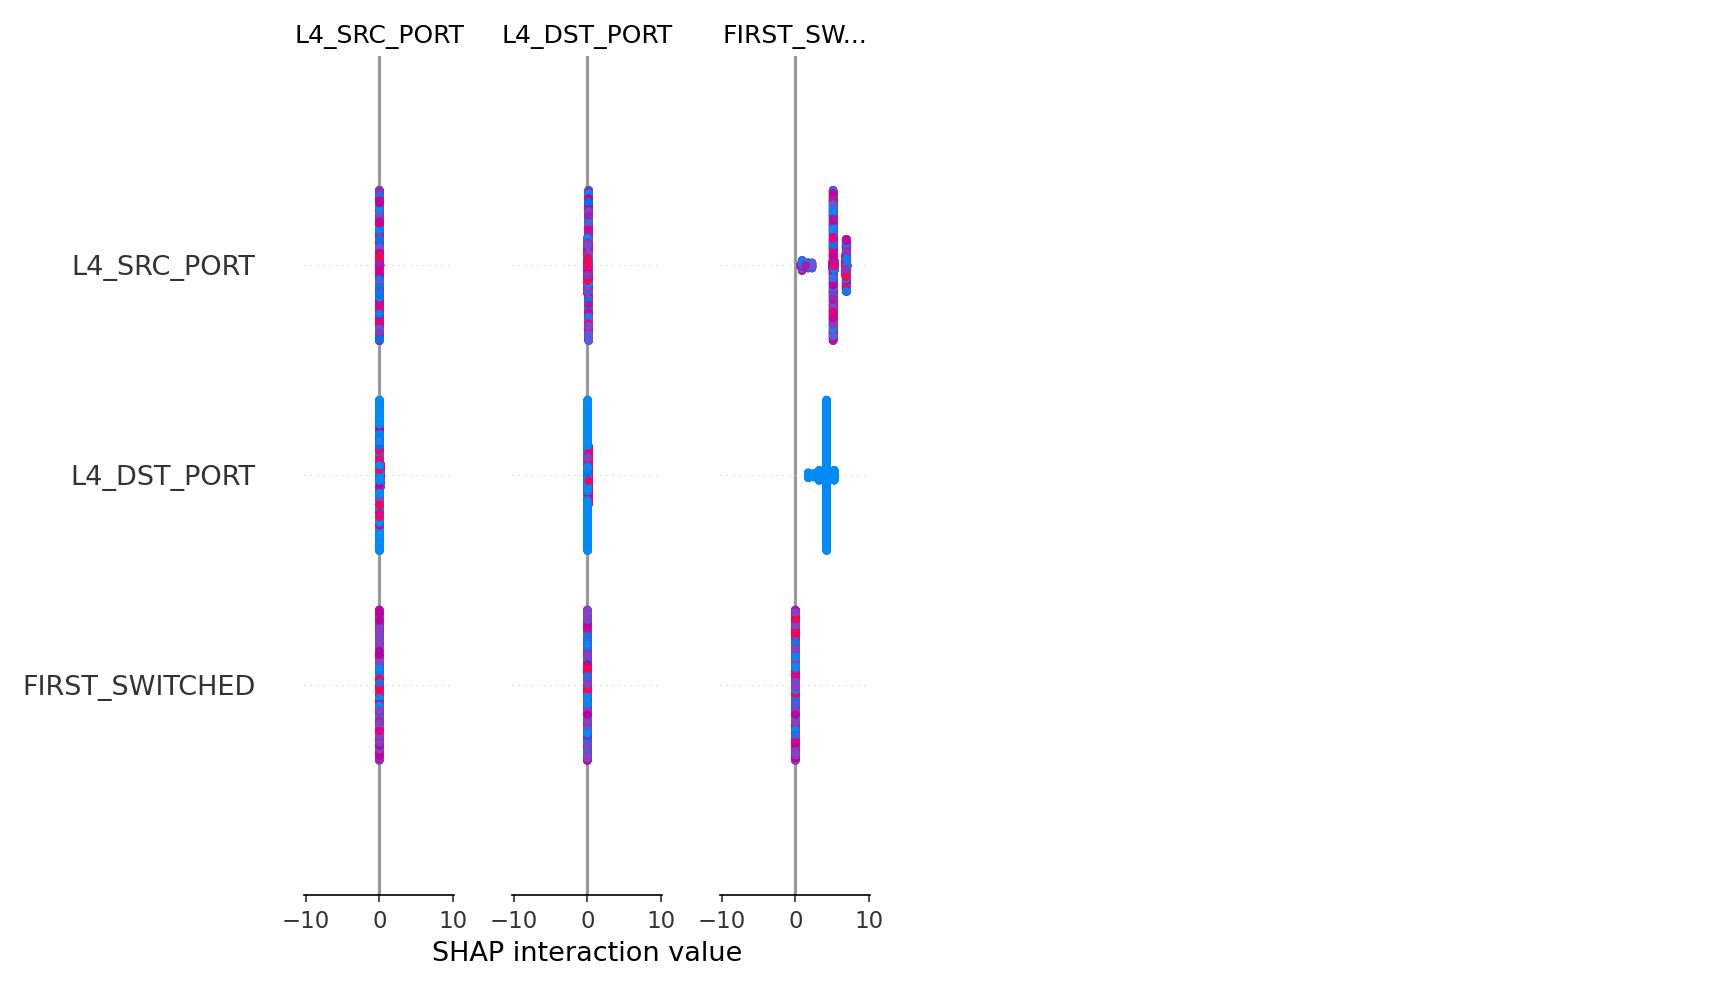 L4_SRC_PORT L4_DST_PORT FIRST_SW...
L4_SRC_PORT
L4_DST_PORT
FIRST_SWITCHED
−10 0 10 −10 0 10 −10 0 10
SHAP interaction value